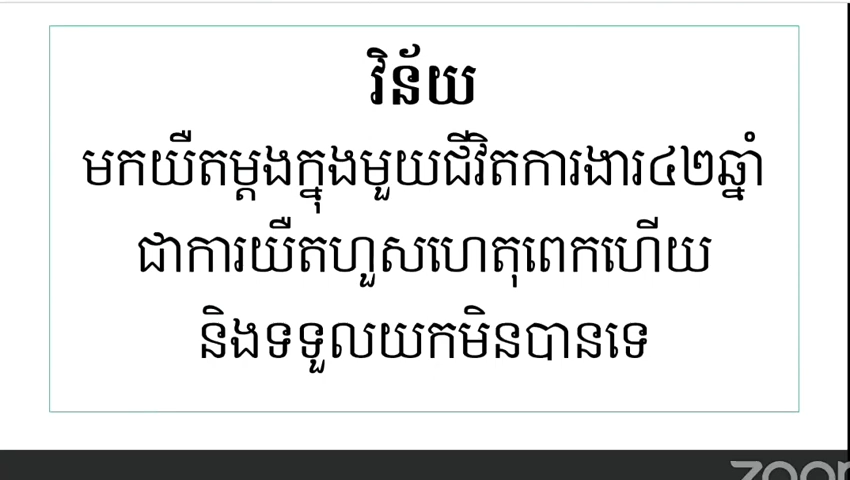 វិន័យ
មកយឺតម្ដងក្នុងមួយជីវិតការងារ៤២ឆ្នាំ
ជាការយឺតហួសហេតុពេកហើយ
និងទទួលយកមិនបានទេ
zoom